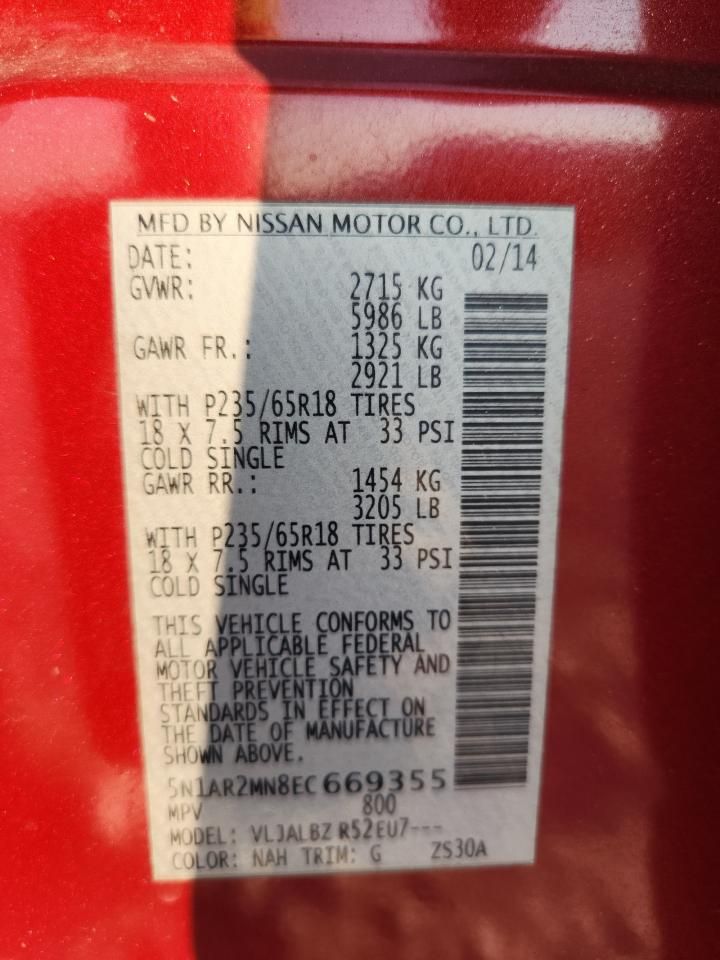 MFD BY NISSAN MOTOR CO., LTD.
DATE: 02/14
GVWR: 2715 KG
5986 LB
GAWR FR.: 1325 KG
2921 LB
WITH P235/65R18 TIRES
18 X 7.5 RIMS AT 33 PSI
COLD SINGLE
GAWR RR.: 1454 KG
3205 LB
WITH P235/65R18 TIRES
18 X 7.5 RIMS AT 33 PSI
COLD SINGLE
THIS VEHICLE CONFORMS TO
ALL APPLICABLE FEDERAL
MOTOR VEHICLE SAFETY AND
THEFT PREVENTION
STANDARDS IN EFFECT ON
THE DATE OF MANUFACTURE
SHOWN ABOVE.
5N1AR2MN8EC669355
MPV 800
MODEL: VLJALBZ R52EU7---
COLOR: NAH TRIM: G ZS30A